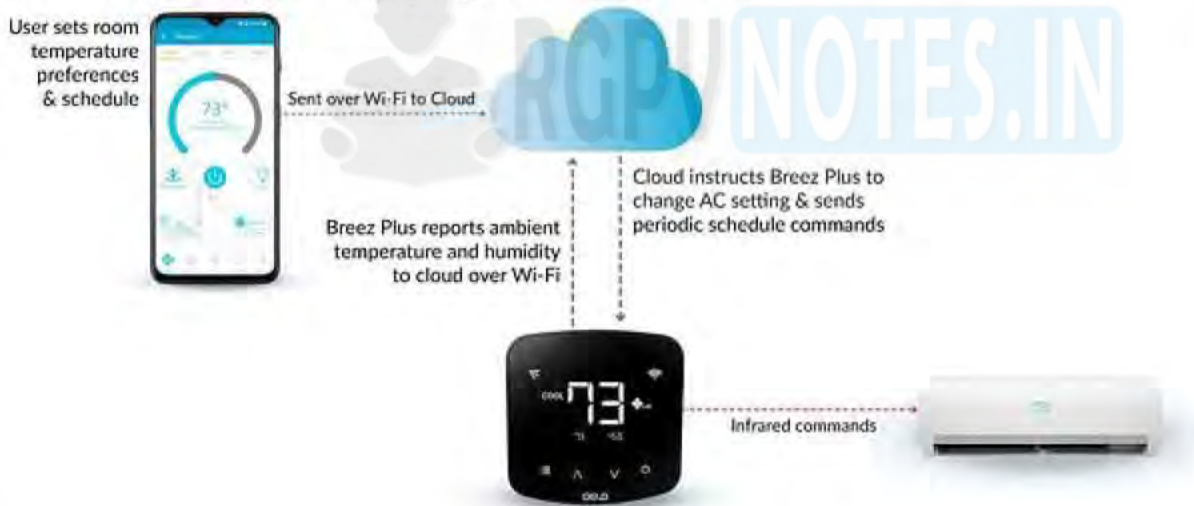 User sets room
temperature
preferences
& schedule
73°
Sent over Wi-Fi to Cloud
RGPVNOTES.IN
Cloud instructs Breez Plus to
change AC setting & sends
periodic schedule commands
Breez Plus reports ambient
temperature and humidity
to cloud over Wi-Fi
COOL
73
Infrared commands